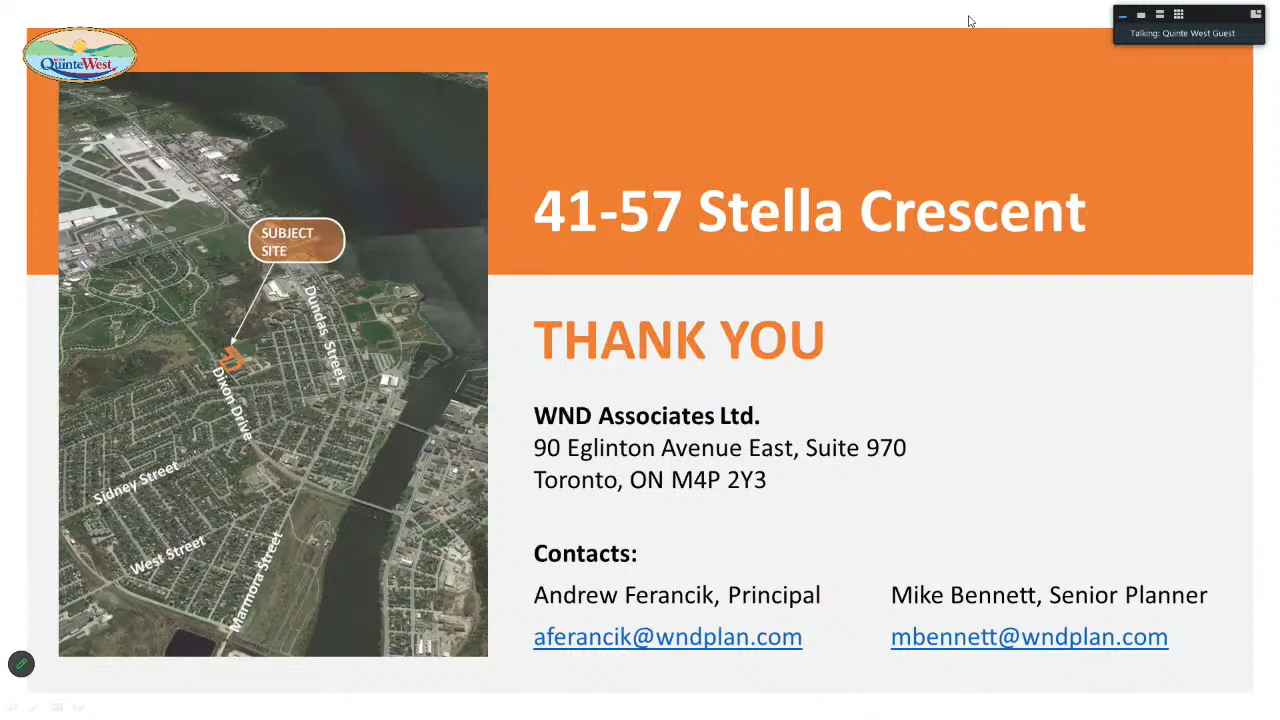 Talking: Quinte West Guest
QuinteWest
41-57 Stella Crescent
SUBJECT
SITE
Dundas Street
Dixon Drive
Sidney Street
West Street
Marmora Street
THANK YOU
WND Associates Ltd.
90 Eglinton Avenue East, Suite 970
Toronto, ON M4P 2Y3
Contacts:
Andrew Ferancik, Principal
aferancik@wndplan.com
Mike Bennett, Senior Planner
mbennett@wndplan.com